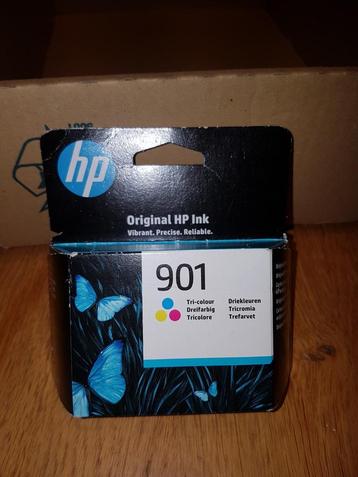 hp
Original HP Ink
Vibrant. Precise. Reliable.
901
Tri-colour Driekleuren
Dreifarbig Tricromia
Tricolore Trefarvet